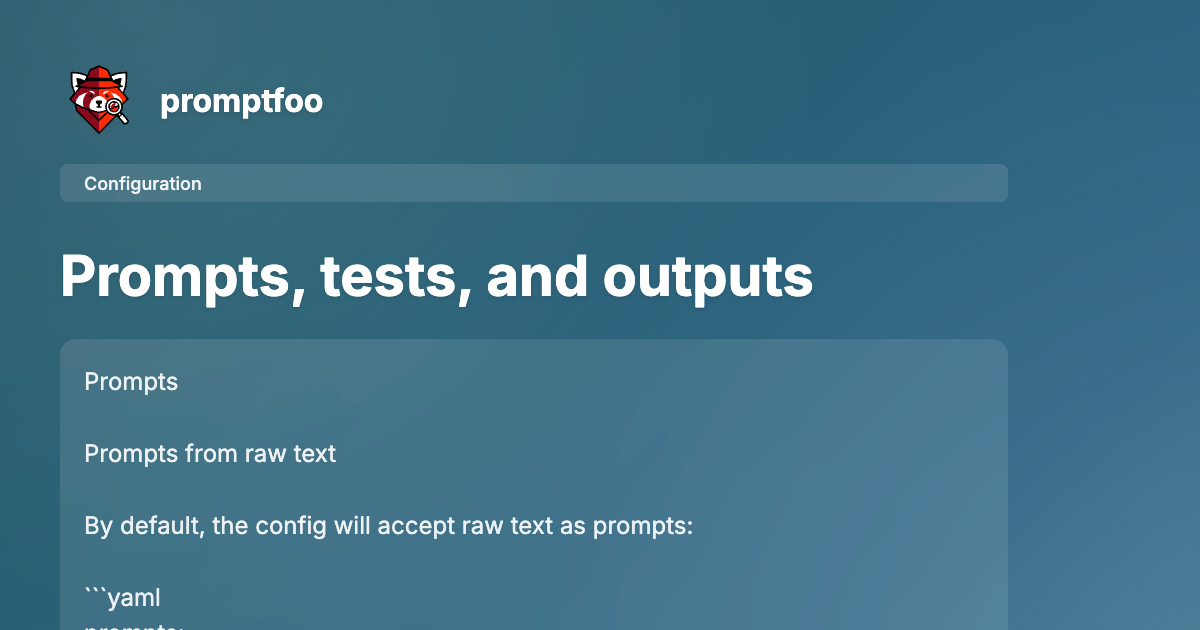 promptfoo
Configuration
Prompts, tests, and outputs
Prompts
Prompts from raw text
By default, the config will accept raw text as prompts:
```yaml
prompts: